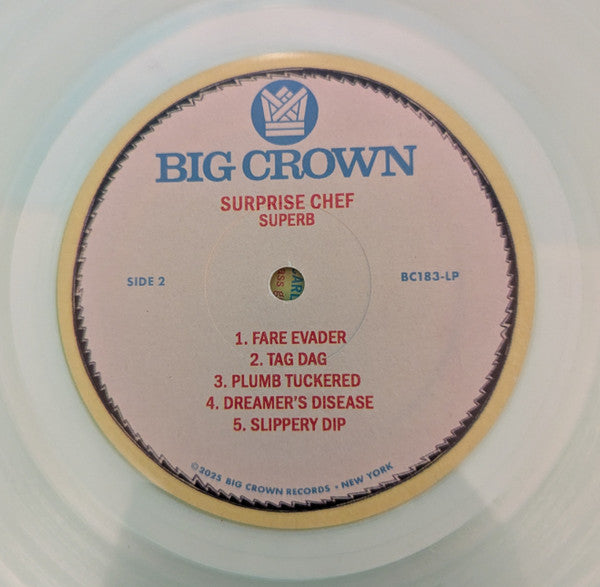 BIG CROWN
SURPRISE CHEF
SUPERB
SIDE 2
BC183-LP
1. FARE EVADER
2. TAG DAG
3. PLUMB TUCKERED
4. DREAMER'S DISEASE
5. SLIPPERY DIP
©2025 BIG CROWN RECORDS • NEW YORK